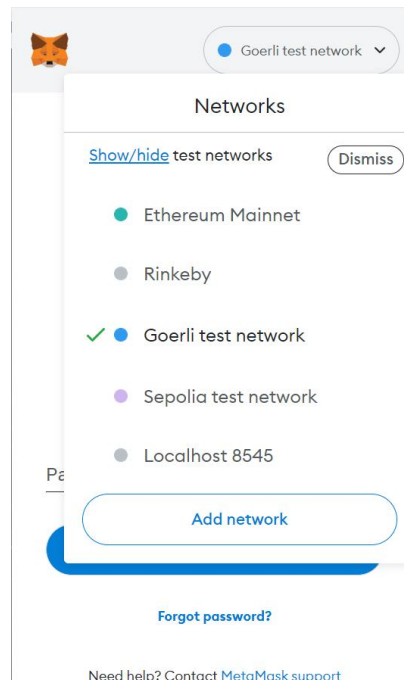 Goerli test network
Networks
Show/hide test networks
Dismiss
Ethereum Mainnet
Rinkeby
Goerli test network
Sepolia test network
Localhost 8545
Pa
Add network
Forgot password?
Need help? Contact MetaMask support